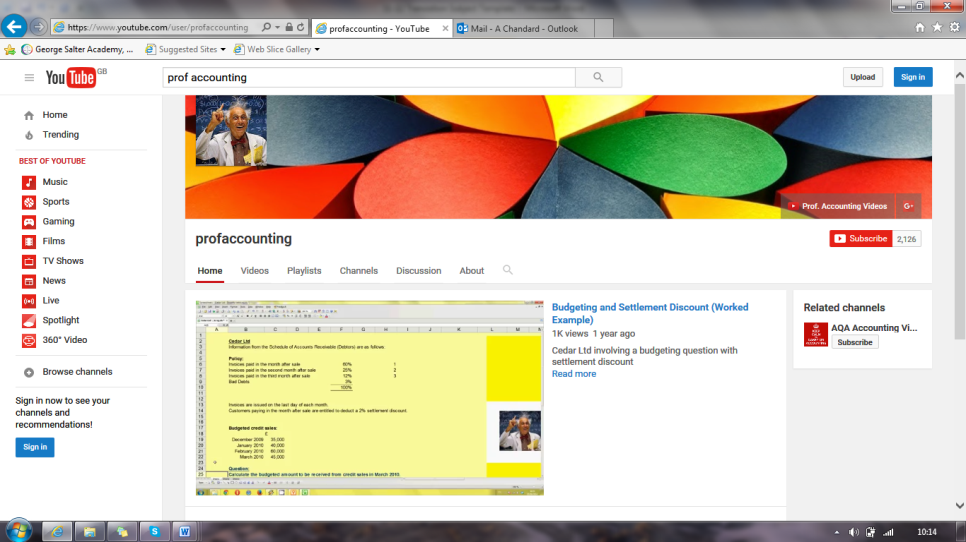 https://www.youtube.com/user/profaccounting
profaccounting - YouTube
Mail - A Chandard - Outlook
George Salter Academy, ...
Suggested Sites
Web Slice Gallery
YouTube GB
prof accounting
Upload
Sign in
Home
Trending
BEST OF YOUTUBE
Music
Sports
Gaming
Films
TV Shows
News
Live
Spotlight
360° Video
Browse channels
Sign in now to see your
channels and
recommendations!
Sign in
Prof. Accounting Videos
G+
profaccounting
Subscribe 2,126
Home Videos Playlists Channels Discussion About
Cedar Ltd
Information from the Schedule of Accounts Receivable (Debtors) are as follows:
Policy:
Invoices paid in the month after sale 60% 1
Invoices paid in the second month after sale 25% 2
Invoices paid in the third month after sale 12% 3
Bad Debts 3%
100%
Invoices are issued on the last day of each month.
Customers paying in the month after sale are entitled to deduct a 2% settlement discount.
Budgeted credit sales:
£
December 2009 35,000
January 2010 40,000
February 2010 60,000
March 2010 45,000
Question:
Calculate the budgeted amount to be received from credit sales in March 2010.
Budgeting and Settlement Discount (Worked
Example)
1K views 1 year ago
Cedar Ltd involving a budgeting question with
settlement discount
Read more
Related channels
AQA Accounting Vi...
Subscribe
10:14